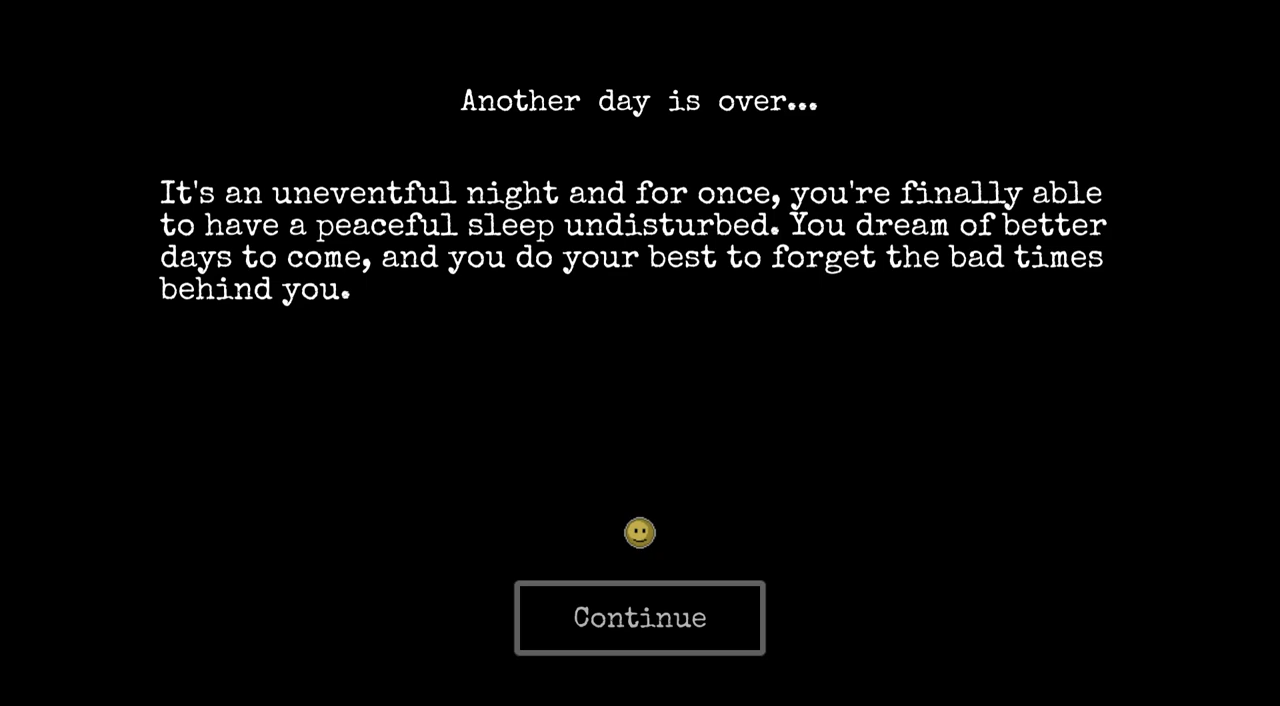 Another day is over...
It's an uneventful night and for once, you're finally able
to have a peaceful sleep undisturbed. You dream of better
days to come, and you do your best to forget the bad times
behind you.
Continue